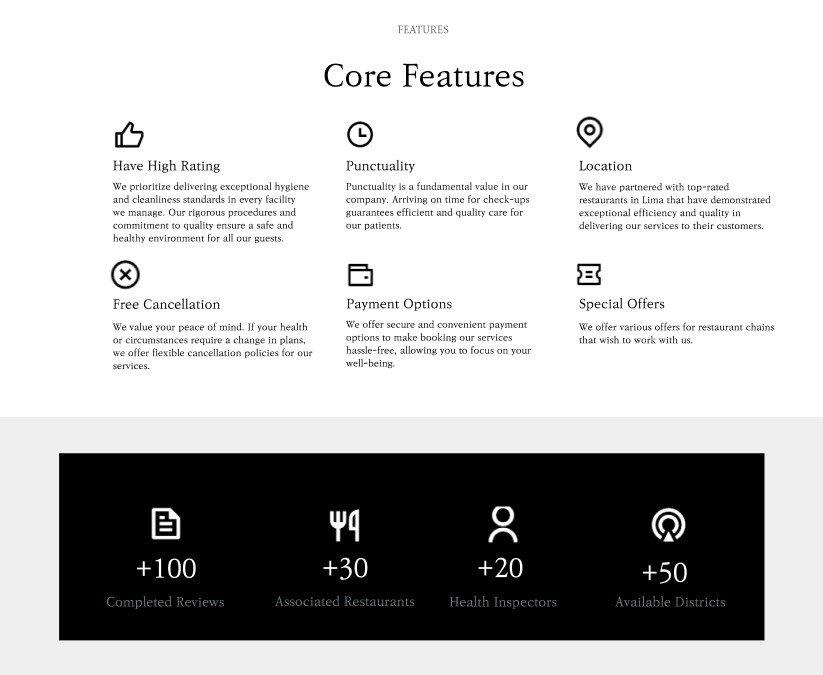 FEATURES
Core Features
Have High Rating
We prioritize delivering exceptional hygiene
and cleanliness standards in every facility
we manage. Our rigorous procedures and
commitment to quality ensure a safe and
healthy environment for all our guests.
Punctuality
Punctuality is a fundamental value in our
company. Arriving on time for check-ups
guarantees efficient and quality care for
our patients.
Location
We have partnered with top-rated
restaurants in Lima that have demonstrated
exceptional efficiency and quality in
delivering our services to their customers.
Free Cancellation
We value your peace of mind. If your health
or circumstances require a change in plans,
we offer flexible cancellation policies for our
services.
Payment Options
We offer secure and convenient payment
options to make booking our services
hassle-free, allowing you to focus on your
well-being.
Special Offers
We offer various offers for restaurant chains
that wish to work with us.
+100
Completed Reviews
+30
Associated Restaurants
+20
Health Inspectors
+50
Available Districts